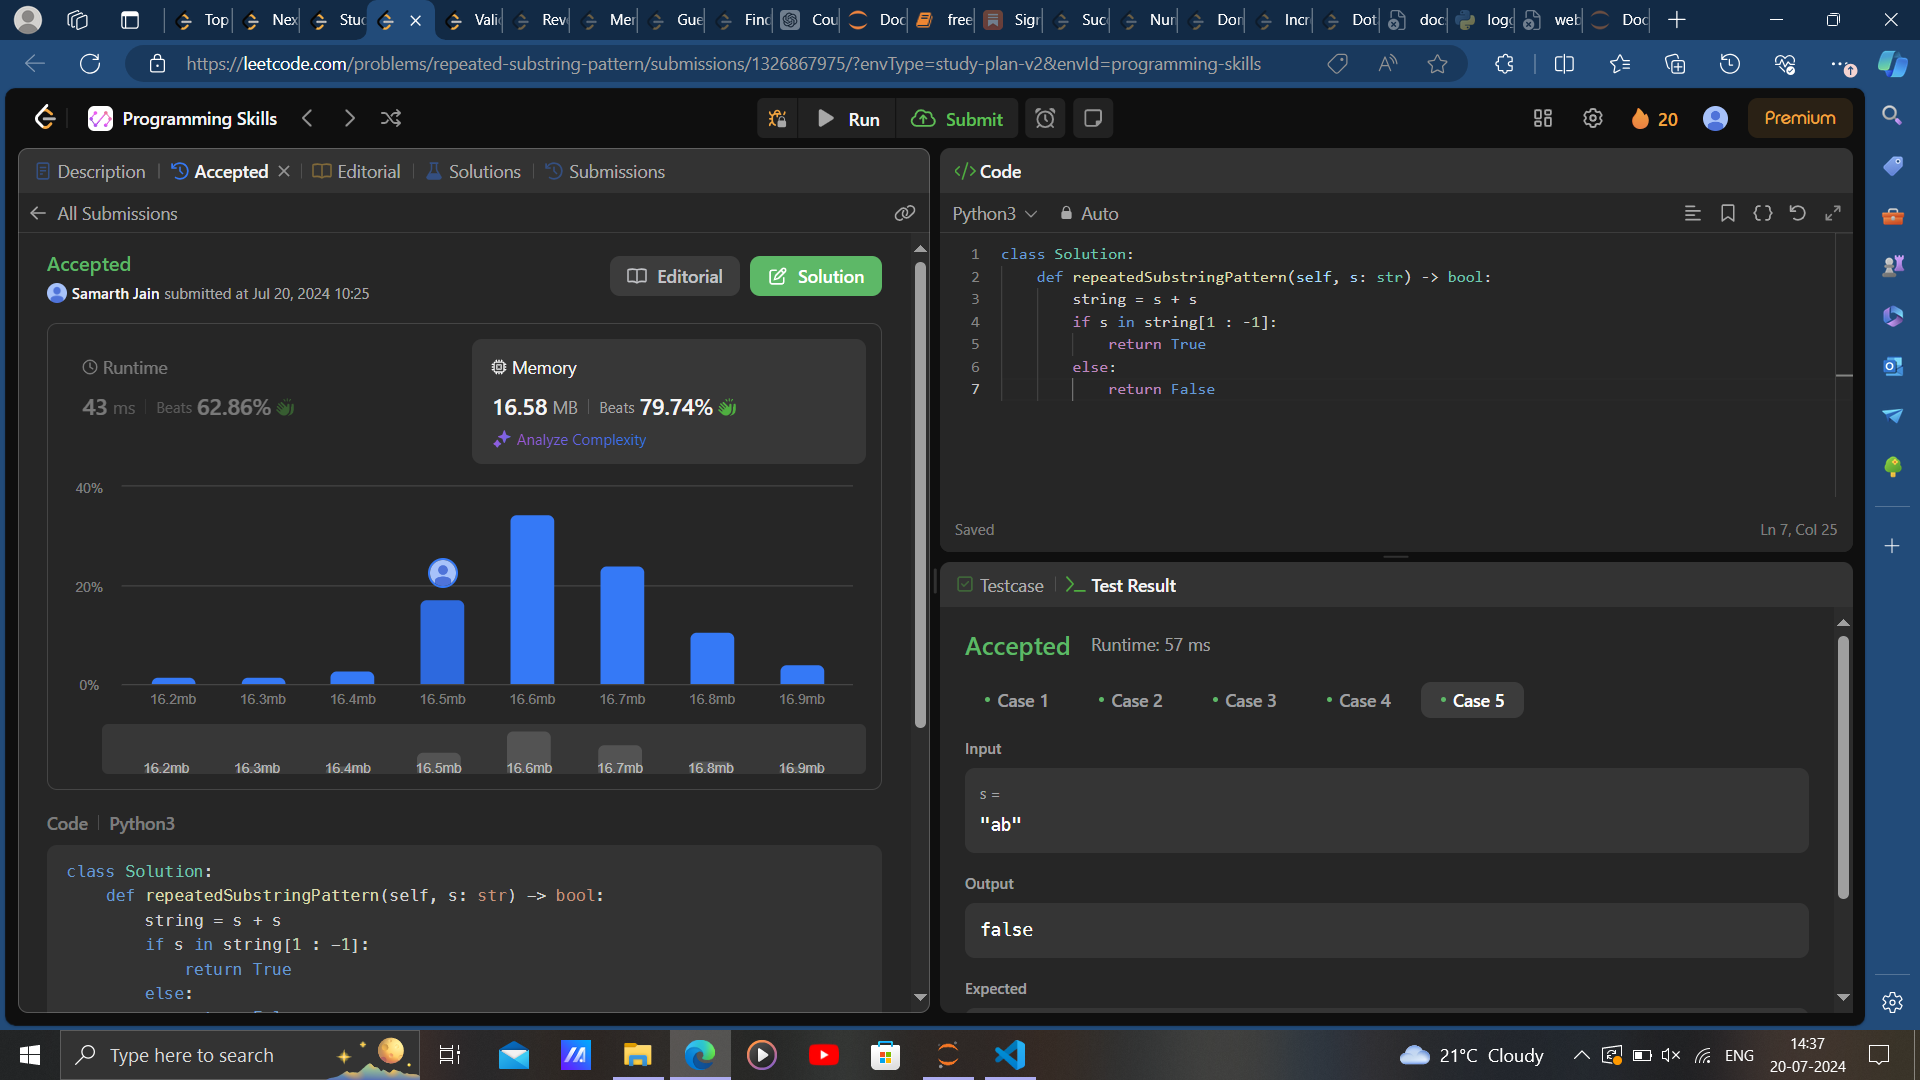 Top
Nex
Stud
Valid
Rev
Mer
Gue
Find
Cou
Doc
free
Sign
Suc
Nun
Don
Incr
Dot
doc
logg
web
Doc
https://leetcode.com/problems/repeated-substring-pattern/submissions/1326867975/?envType=study-plan-v2&envId=programming-skills
Programming Skills
Run
Submit
20
Premium
Description
Accepted
Editorial
Solutions
Submissions
All Submissions
Accepted
Samarth Jain submitted at Jul 20, 2024 10:25
Editorial
Solution
Runtime
43 ms
Beats 62.86%
Memory
16.58 MB
Beats 79.74%
Analyze Complexity
40%
20%
0%
16.2mb 16.3mb 16.4mb 16.5mb 16.6mb 16.7mb 16.8mb 16.9mb
16.2mb 16.3mb 16.4mb 16.5mb 16.6mb 16.7mb 16.8mb 16.9mb
Code
Python3
class Solution:
def repeatedSubstringPattern(self, s: str) -> bool:
string = s + s
if s in string[1 : -1]:
return True
else:
Code
Python3
Auto
1 class Solution:
2 def repeatedSubstringPattern(self, s: str) -> bool:
3 string = s + s
4 if s in string[1 : -1]:
5 return True
6 else:
7 return False
Saved
Ln 7, Col 25
Testcase
Test Result
Accepted
Runtime: 57 ms
Case 1
Case 2
Case 3
Case 4
Case 5
Input
s =
"ab"
Output
false
Expected
Type here to search
21°C Cloudy
ENG
14:37
20-07-2024